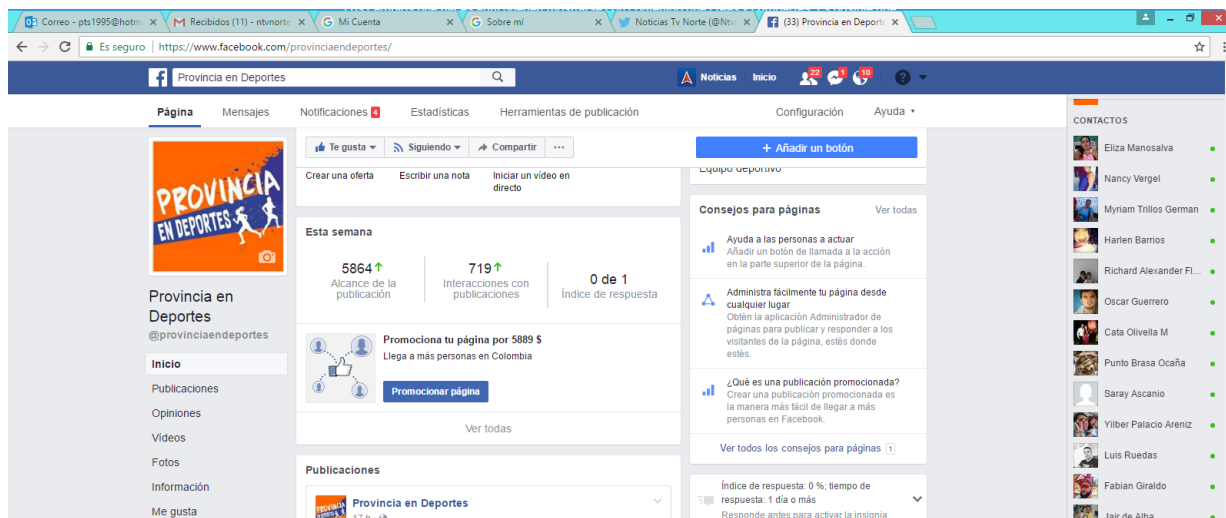 Correo - pts1995@hotm
Recibidos (11) - ntvnorte
Mi Cuenta
Sobre mí
Noticias Tv Norte (@Ntv
(33) Provincia en Deporte
Es seguro | https://www.facebook.com/provinciaendeportes/
Provincia en Deportes
Noticias Inicio 22 1 10
Página Mensajes Notificaciones 4 Estadísticas Herramientas de publicación Configuración Ayuda
PROVINCIA
EN DEPORTES
Provincia en
Deportes
@provinciaendeportes
Inicio
Publicaciones
Opiniones
Vídeos
Fotos
Información
Me gusta
Te gusta Siguiendo Compartir ...
Crear una oferta Escribir una nota Iniciar un vídeo en
directo
Esta semana
5864 719 0 de 1
Alcance de la publicación
Interacciones con publicaciones
Índice de respuesta
Promociona tu página por 5889 $
Llega a más personas en Colombia
Promocionar página
Ver todas
Publicaciones
Provincia en Deportes
17 h
+ Añadir un botón
Equipo deportivo
Consejos para páginas Ver todas
Ayuda a las personas a actuar
Añadir un botón de llamada a la acción
en la parte superior de la página.
Administra fácilmente tu página desde
cualquier lugar
Obtén la aplicación Administrador de
páginas para publicar y responder a los
visitantes de la página, estés donde
estés.
¿Qué es una publicación promocionada?
Crear una publicación promocionada es
la manera más fácil de llegar a más
personas en Facebook.
Ver todos los consejos para páginas 1
Índice de respuesta: 0 %; tiempo de
respuesta: 1 día o más
Responde antes para activar la insignia
CONTACTOS
Eliza Manosalva
Nancy Vergel
Myriam Trillos German
Harlen Barrios
Richard Alexander Fl...
Oscar Guerrero
Cata Olivella M
Punto Brasa Ocaña
Saray Ascanio
Yilber Palacio Areniz
Luis Ruedas
Fabian Giraldo
Jair de Alba